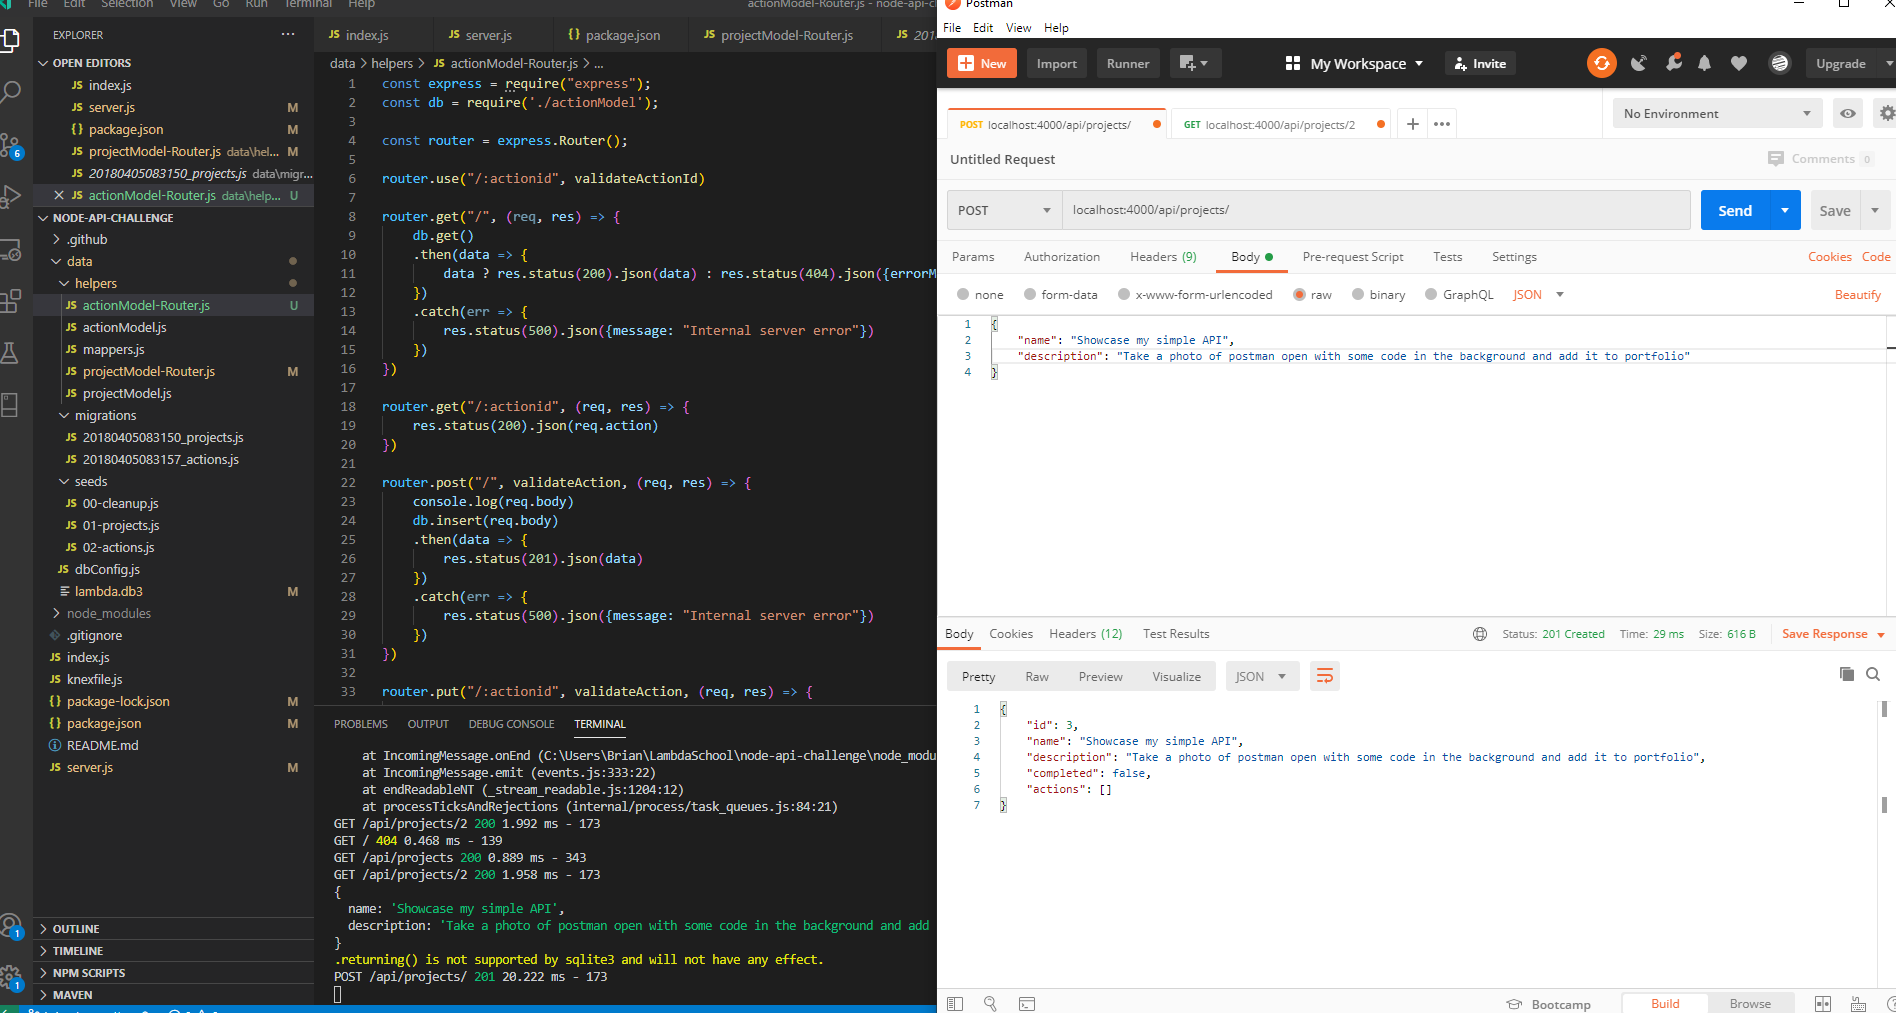 File Edit Selection View Go Run Terminal Help
actionModel-Router.js - node-api-ch
EXPLORER ...
OPEN EDITORS
JS index.js
JS server.js M
{} package.json M
JS projectModel-Router.js data\hel... M
JS 20180405083150_projects.js data\migr...
JS actionModel-Router.js data\help... U
NODE-API-CHALLENGE
.github
data
helpers
JS actionModel-Router.js U
JS actionModel.js
JS mappers.js
JS projectModel-Router.js M
JS projectModel.js
migrations
JS 20180405083150_projects.js
JS 20180405083157_actions.js
seeds
JS 00-cleanup.js
JS 01-projects.js
JS 02-actions.js
JS dbConfig.js
lambda.db3 M
node_modules
.gitignore
JS index.js
JS knexfile.js
{} package-lock.json M
{} package.json M
README.md
JS server.js M
OUTLINE
TIMELINE
NPM SCRIPTS
MAVEN
6
1
1
JS index.js JS server.js {} package.json JS projectModel-Router.js JS 201
data > helpers > JS actionModel-Router.js > ...
1 const express = require("express");
2 const db = require('./actionModel');
3
4 const router = express.Router();
5
6 router.use("/:actionid", validateActionId)
7
8 router.get("/", (req, res) => {
9 db.get()
10 .then(data => {
11 data ? res.status(200).json(data) : res.status(404).json({errorM
12 })
13 .catch(err => {
14 res.status(500).json({message: "Internal server error"})
15 })
16 })
17
18 router.get("/:actionid", (req, res) => {
19 res.status(200).json(req.action)
20 })
21
22 router.post("/", validateAction, (req, res) => {
23 console.log(req.body)
24 db.insert(req.body)
25 .then(data => {
26 res.status(201).json(data)
27 })
28 .catch(err => {
29 res.status(500).json({message: "Internal server error"})
30 })
31 })
32
33 router.put("/:actionid", validateAction, (req, res) => {
PROBLEMS OUTPUT DEBUG CONSOLE TERMINAL
at IncomingMessage.onEnd (C:\Users\Brian\LambdaSchool\node-api-challenge\node_modu
at IncomingMessage.emit (events.js:333:22)
at endReadableNT (_stream_readable.js:1204:12)
at processTicksAndRejections (internal/process/task_queues.js:84:21)
GET /api/projects/2 200 1.992 ms - 173
GET / 404 0.468 ms - 139
GET /api/projects 200 0.889 ms - 343
GET /api/projects/2 200 1.958 ms - 173
{
name: 'Showcase my simple API',
description: 'Take a photo of postman open with some code in the background and add
}
.returning() is not supported by sqlite3 and will not have any effect.
POST /api/projects/ 201 20.222 ms - 173
Postman
File Edit View Help
New Import Runner My Workspace Invite Upgrade
POST localhost:4000/api/projects/ GET localhost:4000/api/projects/2 + ... No Environment
Untitled Request Comments 0
POST localhost:4000/api/projects/ Send Save
Params Authorization Headers (9) Body Pre-request Script Tests Settings Cookies Code
none form-data x-www-form-urlencoded raw binary GraphQL JSON Beautify
1 {
2 "name": "Showcase my simple API",
3 "description": "Take a photo of postman open with some code in the background and add it to portfolio"
4 }
Body Cookies Headers (12) Test Results Status: 201 Created Time: 29 ms Size: 616 B Save Response
Pretty Raw Preview Visualize JSON
1 {
2 "id": 3,
3 "name": "Showcase my simple API",
4 "description": "Take a photo of postman open with some code in the background and add it to portfolio",
5 "completed": false,
6 "actions": []
7 }
Bootcamp Build Browse